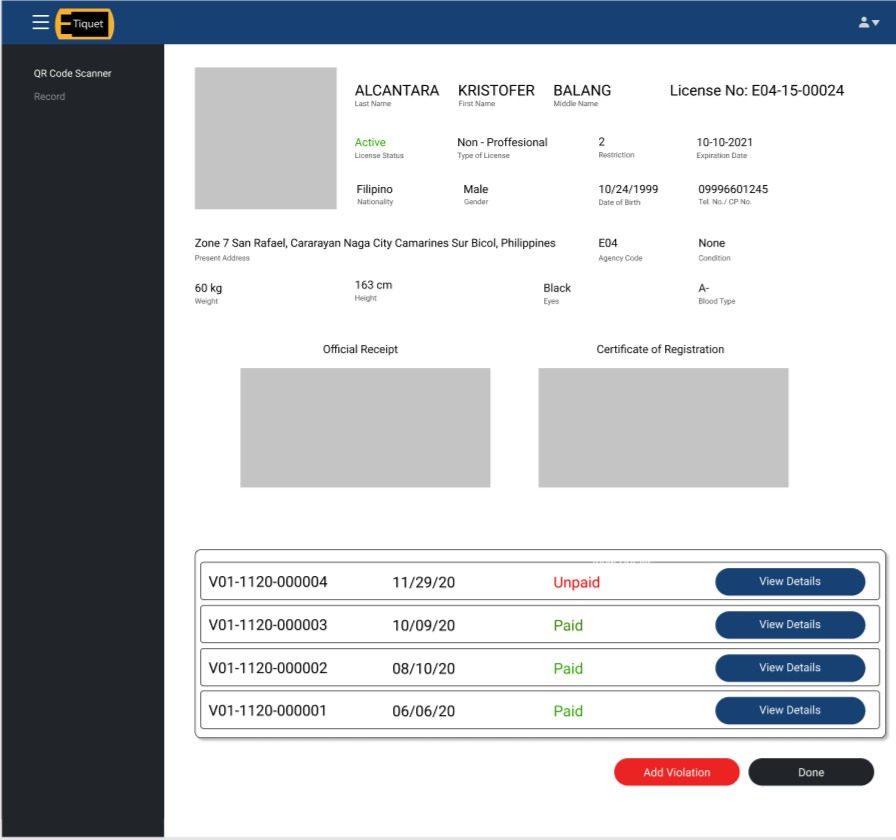 Tiquet
QR Code Scanner
Record
ALCANTARA KRISTOFER BALANG License No: E04-15-00024
Last Name First Name Middle Name
Active Non - Proffesional 2 10-10-2021
License Status Type of License Restriction Expiration Date
Filipino Male 10/24/1999 09996601245
Nationality Gender Date of Birth Tel. No./ CP No.
Zone 7 San Rafael, Cararayan Naga City Camarines Sur Bicol, Philippines E04 None
Present Address Agency Code Condition
60 kg 163 cm Black A-
Weight Height Eyes Blood Type
Official Receipt Certificate of Registration
V01-1120-000004 11/29/20 Unpaid View Details
V01-1120-000003 10/09/20 Paid View Details
V01-1120-000002 08/10/20 Paid View Details
V01-1120-000001 06/06/20 Paid View Details
Add Violation Done